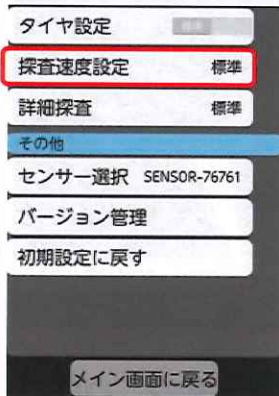 タイヤ設定
探査速度設定 標準
詳細探査 標準
その他
センサー選択 SENSOR-76761
バージョン管理
初期設定に戻す
メイン画面に戻る